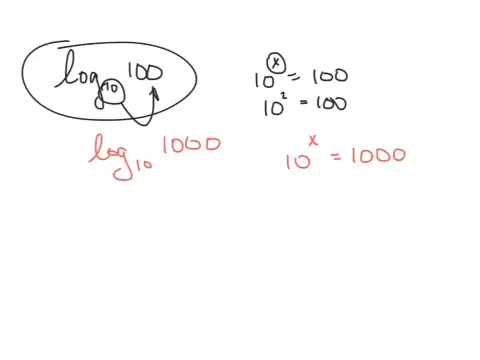 log₁₀ 100
10ˣ = 100
10² = 100
log₁₀ 1000
10ˣ = 1000